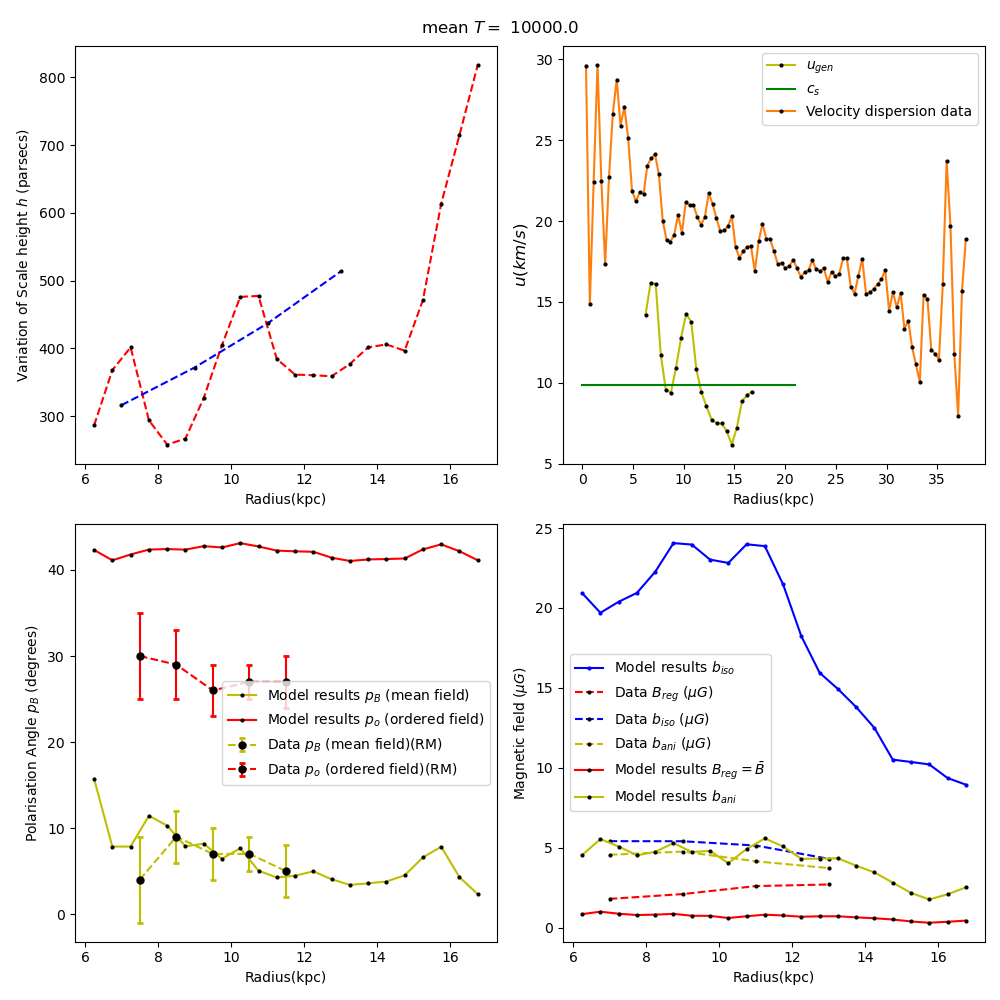 mean T = 10000.0
800
700
600
500
400
300
Variation of Scale height h (parsecs)
6 8 10 12 14 16
Radius(kpc)
30
25
20
15
10
5
u(km/s)
u_gen
c_s
Velocity dispersion data
0 5 10 15 20 25 30 35
Radius(kpc)
40
30
20
10
0
Polarisation Angle p_B (degrees)
Model results p_B (mean field)
Model results p_o (ordered field)
Data p_B (mean field)(RM)
Data p_o (ordered field)(RM)
6 8 10 12 14 16
Radius(kpc)
25
20
15
10
5
0
Magnetic field (μG)
Model results b_iso
Data B_reg (μG)
Data b_iso (μG)
Data b_ani (μG)
Model results B_reg = B̄
Model results b_ani
6 8 10 12 14 16
Radius(kpc)